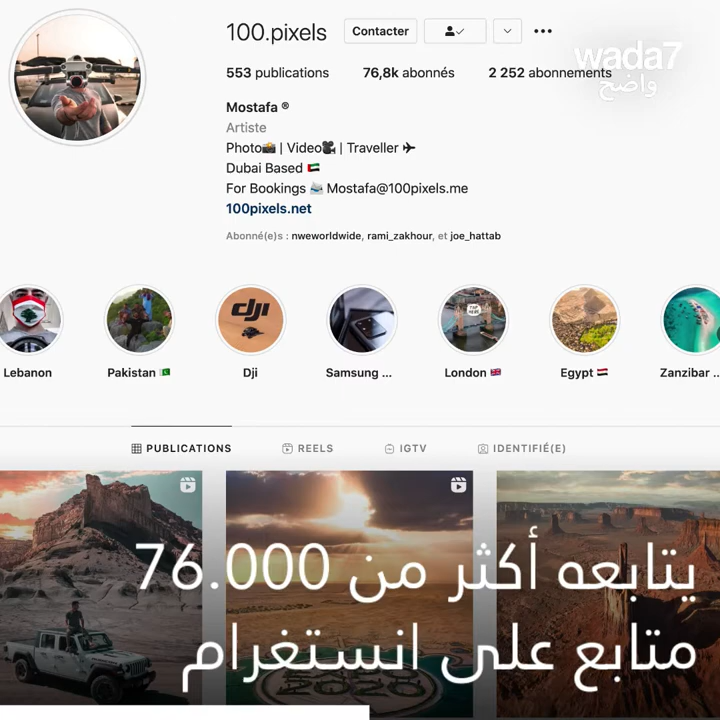 100.pixels Contacter
wada7
واضح
553 publications 76,8k abonnés 2 252 abonnements
Mostafa ®
Artiste
Photo📸 | Video🎥 | Traveller ✈
Dubai Based 🇦🇪
For Bookings 📨 Mostafa@100pixels.me
100pixels.net
Abonné(e)s : nweworldwide, rami_zakhour, et joe_hattab
dji
Lebanon Pakistan 🇵🇰 Dji Samsung ... London 🇬🇧 Egypt 🇪🇬 Zanzibar ..
PUBLICATIONS REELS IGTV IDENTIFIÉ(E)
يتابعه أكثر من 76.000
متابع على انستغرام